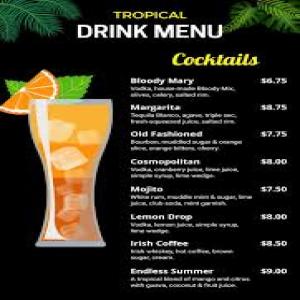 TROPICAL
DRINK MENU
Cocktails
Bloody Mary $6.75
Vodka, house-made Bloody Mix,
olives, celery, salted rim.
Margarita $8.75
Tequila Blanco, agave, triple sec,
fresh-squeezed juice, salted rim.
Old Fashioned $7.75
Bourbon, muddled sugar & orange
slice, orange bitters, cherry.
Cosmopolitan $8.00
Vodka, cranberry juice, lime juice,
simple syrup, lime wedge.
Mojito $7.50
White rum, muddle mint & sugar, lime
juice, club soda, mint garnish.
Lemon Drop $8.00
Vodka, lemon juice, simple syrup,
lime wedge.
Irish Coffee $8.50
Irish whiskey, hot coffee, brown
sugar, cream.
Endless Summer $9.00
A tropical blend of mango and citrus
with guava, coconut & fruit juice.